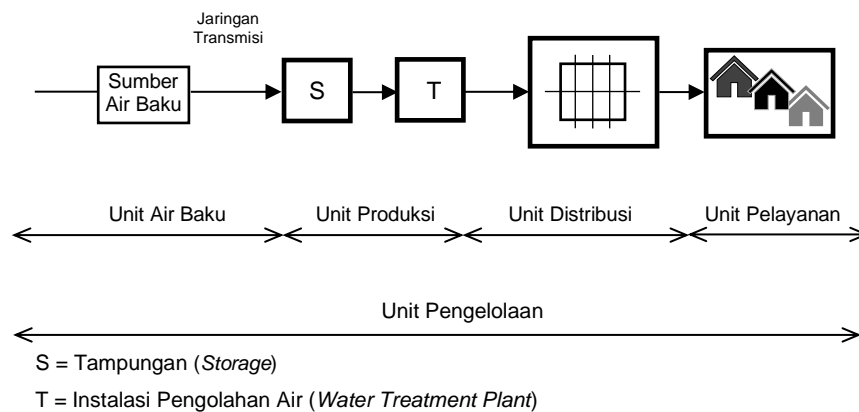 Jaringan
Transmisi
Sumber
Air Baku
S
T
Unit Air Baku
Unit Produksi
Unit Distribusi
Unit Pelayanan
Unit Pengelolaan
S = Tampungan (Storage)
T = Instalasi Pengolahan Air (Water Treatment Plant)